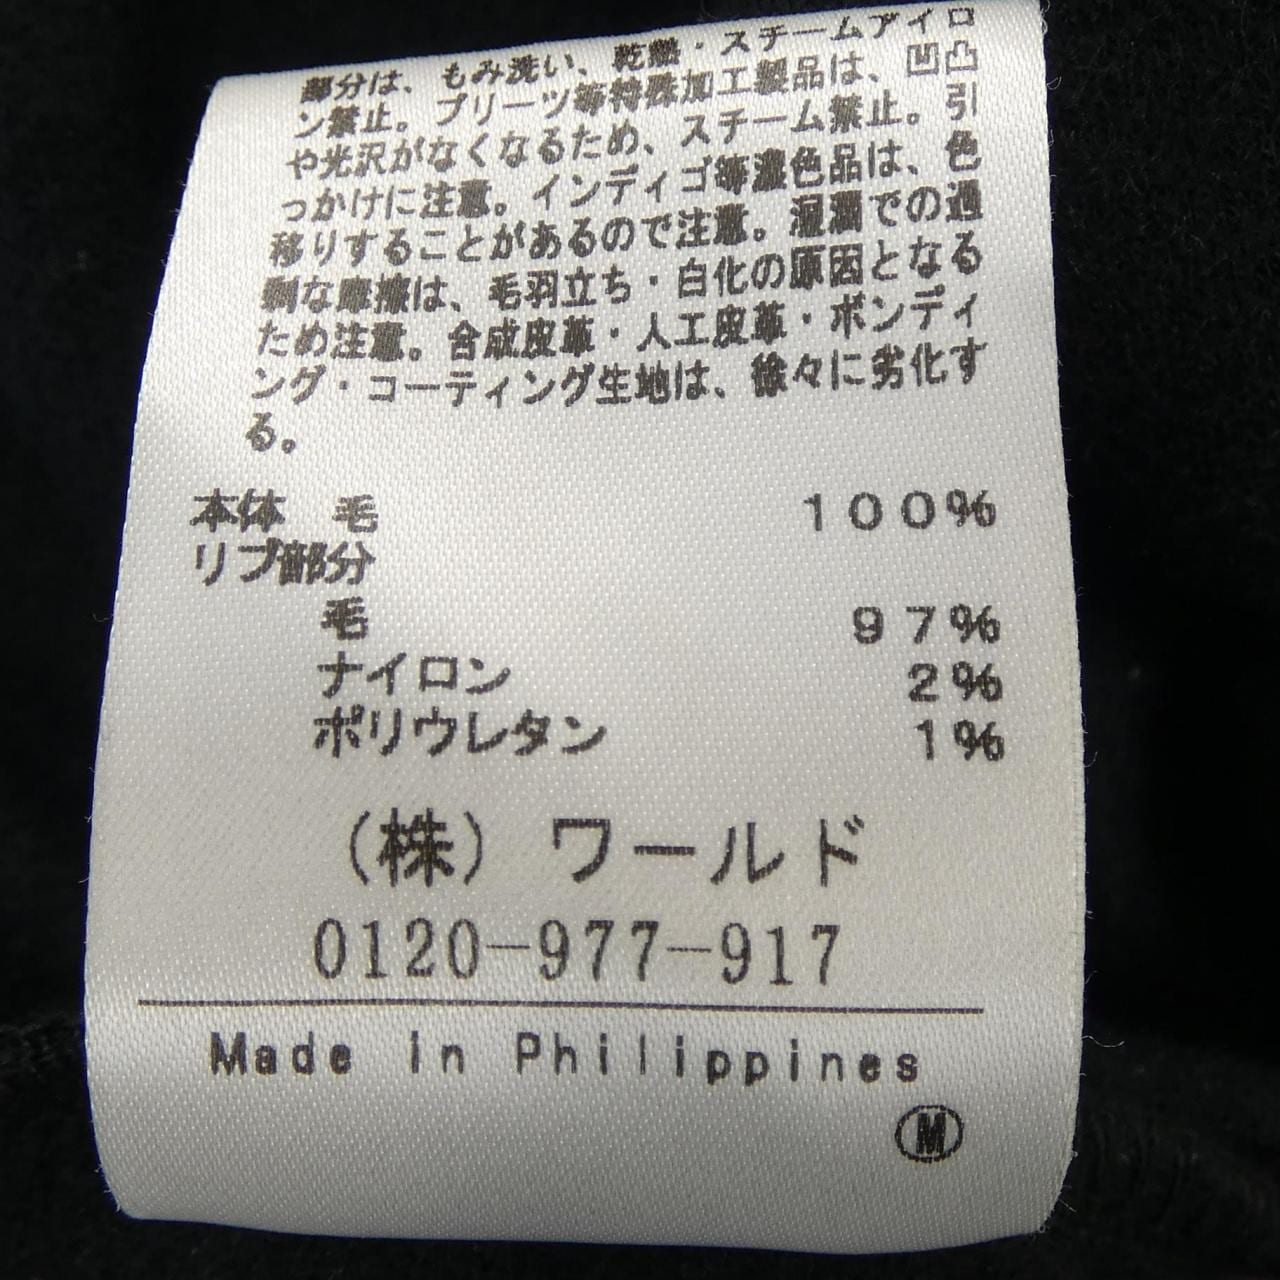 部分は、もみ洗い、乾燥・スチームアイロ
ン禁止。プリーツ等特殊加工製品は、凹凸
や光沢がなくなるため、スチーム禁止。引
っかけに注意。インディゴ等濃色品は、色
移りすることがあるので注意。湿潤での過
剰な摩擦は、毛羽立ち・白化の原因となる
ため注意。合成皮革・人工皮革・ボンディ
ング・コーティング生地は、徐々に劣化す
る。
本体 毛 100%
リブ部分
毛 97%
ナイロン 2%
ポリウレタン 1%
(株)ワールド
0120-977-917
Made in Philippines
M